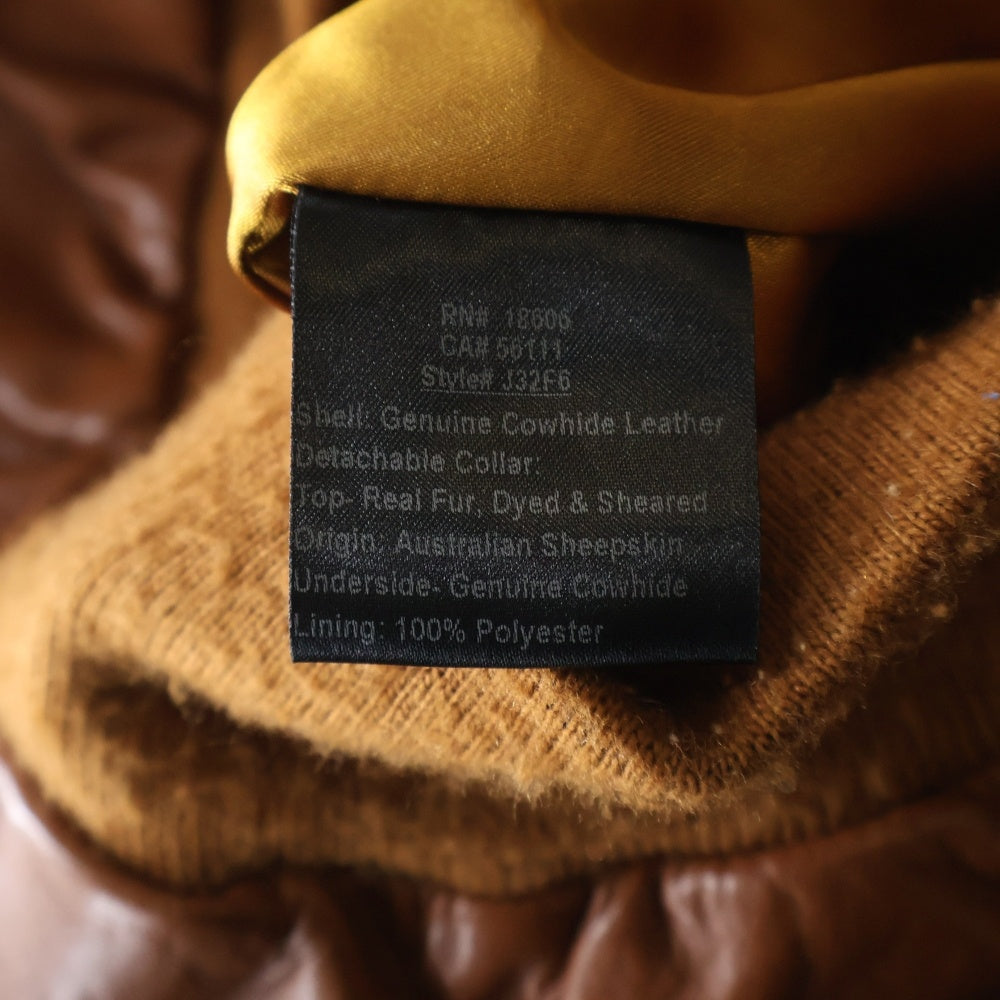 RN# 18606
CA# 56111
Style# J32F6
Shell: Genuine Cowhide Leather
Detachable Collar:
Top- Real Fur, Dyed & Sheared
Origin: Australian Sheepskin
Underside- Genuine Cowhide
Lining: 100% Polyester